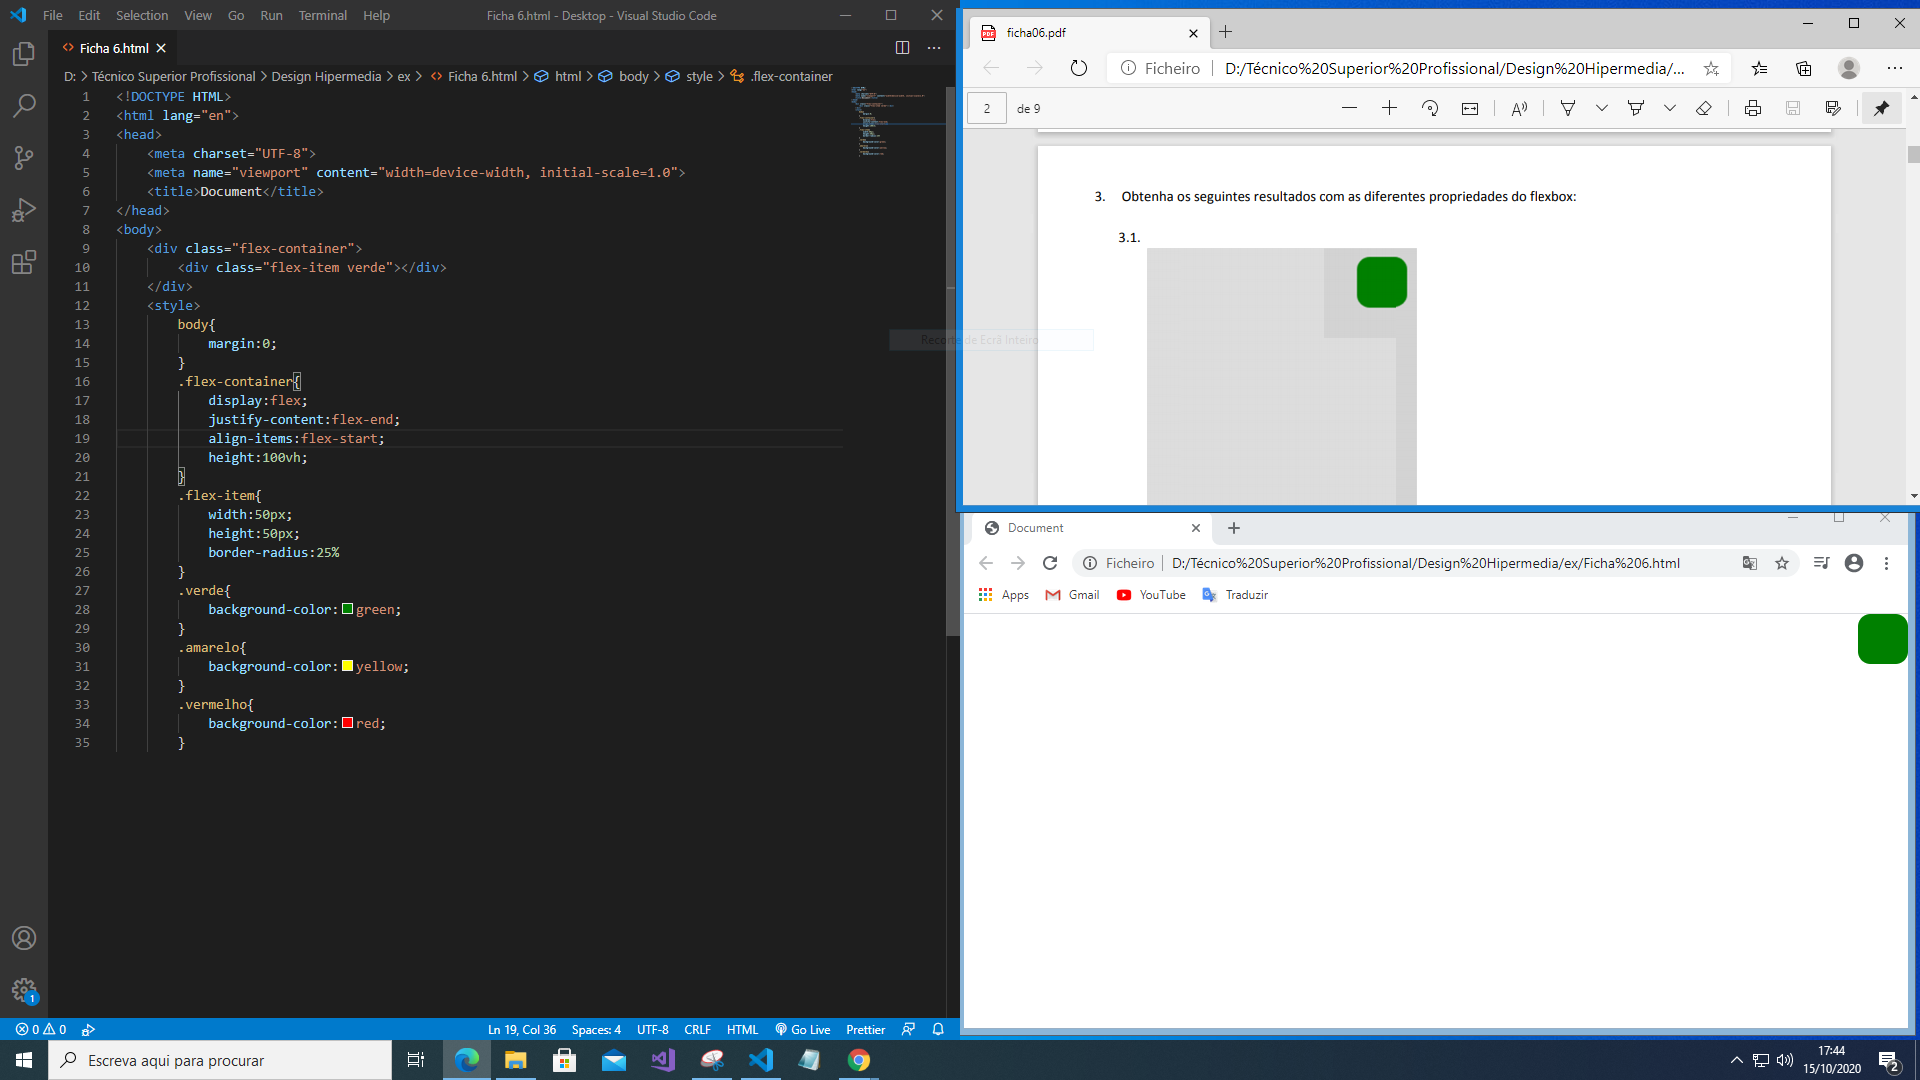 File Edit Selection View Go Run Terminal Help
Ficha 6.html - Desktop - Visual Studio Code
Ficha 6.html
D: > Técnico Superior Profissional > Design Hipermedia > ex > Ficha 6.html > html > body > style > .flex-container
1 <!DOCTYPE HTML>
2 <html lang="en">
3 <head>
4 <meta charset="UTF-8">
5 <meta name="viewport" content="width=device-width, initial-scale=1.0">
6 <title>Document</title>
7 </head>
8 <body>
9 <div class="flex-container">
10 <div class="flex-item verde"></div>
11 </div>
12 <style>
13 body{
14 margin:0;
15 }
16 .flex-container{
17 display:flex;
18 justify-content:flex-end;
19 align-items:flex-start;
20 height:100vh;
21 }
22 .flex-item{
23 width:50px;
24 height:50px;
25 border-radius:25%
26 }
27 .verde{
28 background-color:green;
29 }
30 .amarelo{
31 background-color:yellow;
32 }
33 .vermelho{
34 background-color:red;
35 }
1
0 0
Ln 19, Col 36 Spaces: 4 UTF-8 CRLF HTML Go Live Prettier
ficha06.pdf
Ficheiro D:/Técnico%20Superior%20Profissional/Design%20Hipermedia/...
2 de 9
3. Obtenha os seguintes resultados com as diferentes propriedades do flexbox:
3.1.
Recorte de Ecrã Inteiro
Document
Ficheiro D:/Técnico%20Superior%20Profissional/Design%20Hipermedia/ex/Ficha%206.html
Apps Gmail YouTube Traduzir
Escreva aqui para procurar
17:44
15/10/2020
2